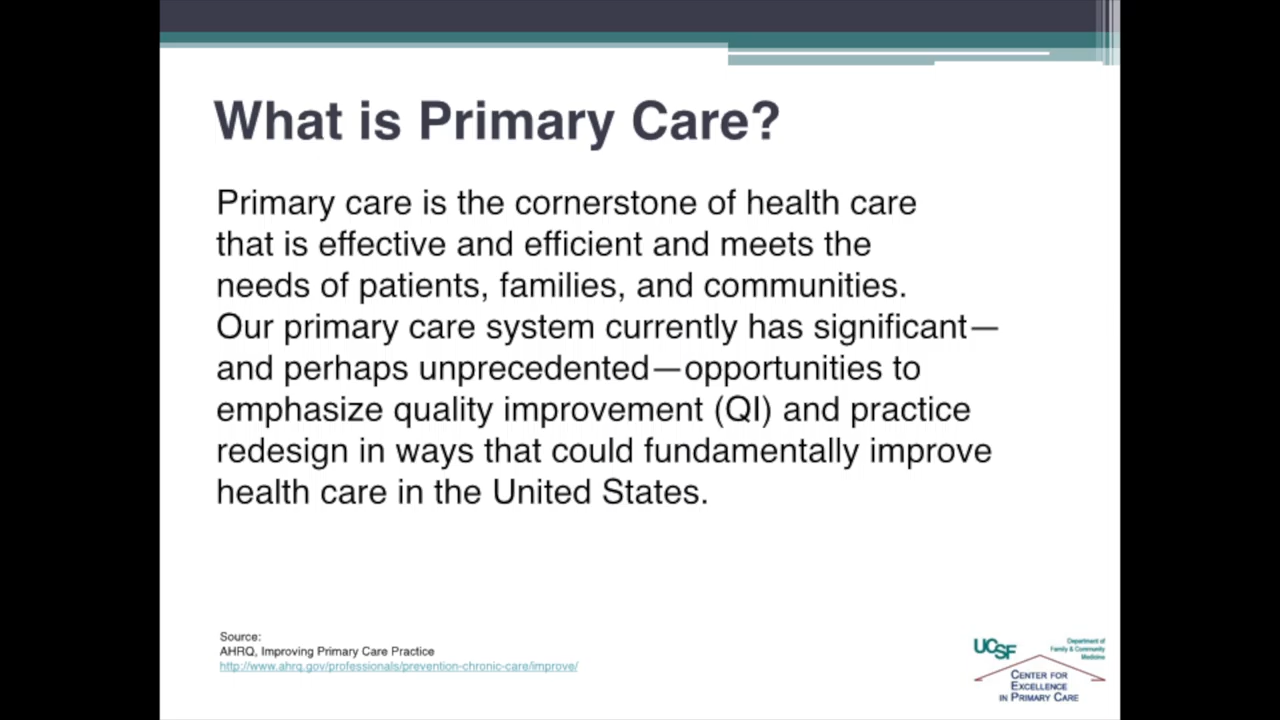 What is Primary Care?
Primary care is the cornerstone of health care
that is effective and efficient and meets the
needs of patients, families, and communities.
Our primary care system currently has significant—
and perhaps unprecedented—opportunities to
emphasize quality improvement (QI) and practice
redesign in ways that could fundamentally improve
health care in the United States.
Source:
AHRQ, Improving Primary Care Practice
http://www.ahrq.gov/professionals/prevention-chronic-care/improve/
UCSF
Department of
Family & Community
Medicine
CENTER FOR
EXCELLENCE
IN PRIMARY CARE